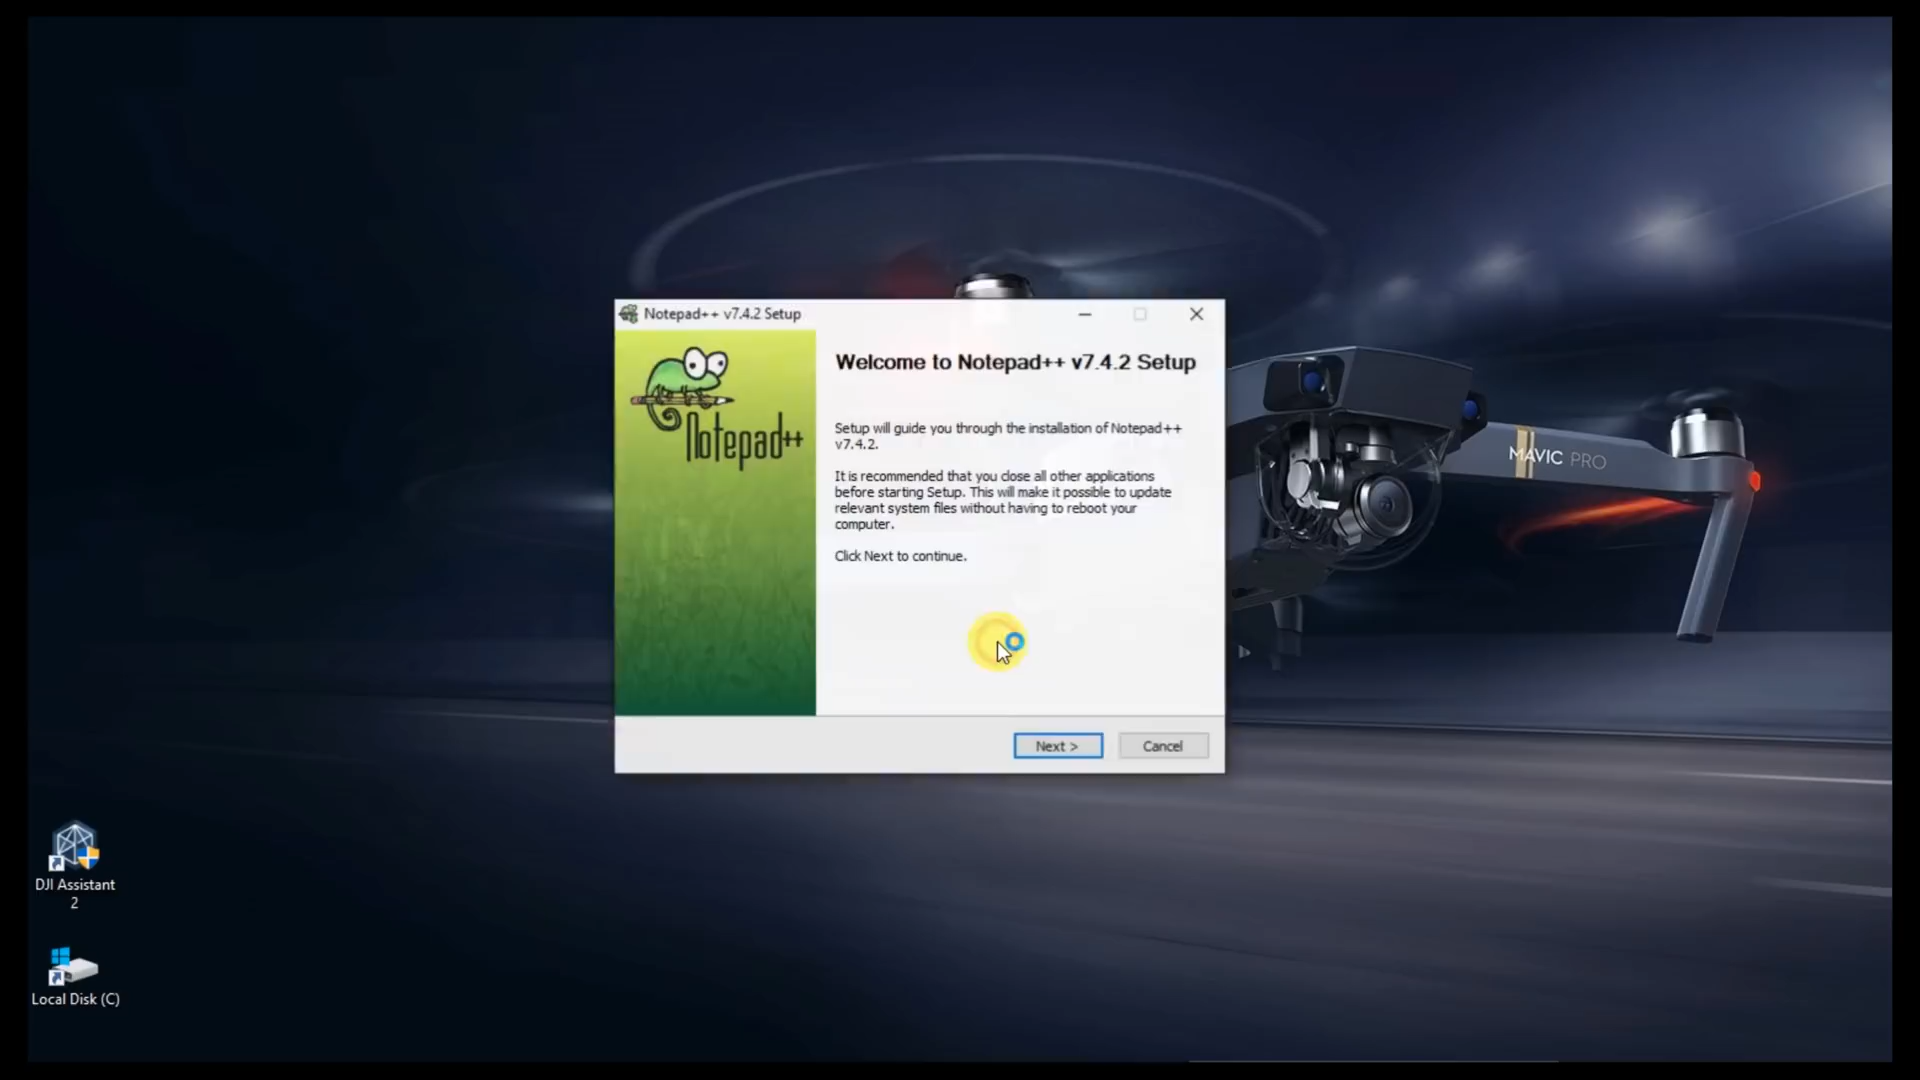 Notepad++ v7.4.2 Setup
Notepad++
Welcome to Notepad++ v7.4.2 Setup
Setup will guide you through the installation of Notepad++
v7.4.2.
It is recommended that you close all other applications
before starting Setup. This will make it possible to update
relevant system files without having to reboot your
computer.
Click Next to continue.
Next >
Cancel
MAVIC PRO
DJI Assistant
2
Local Disk (C)